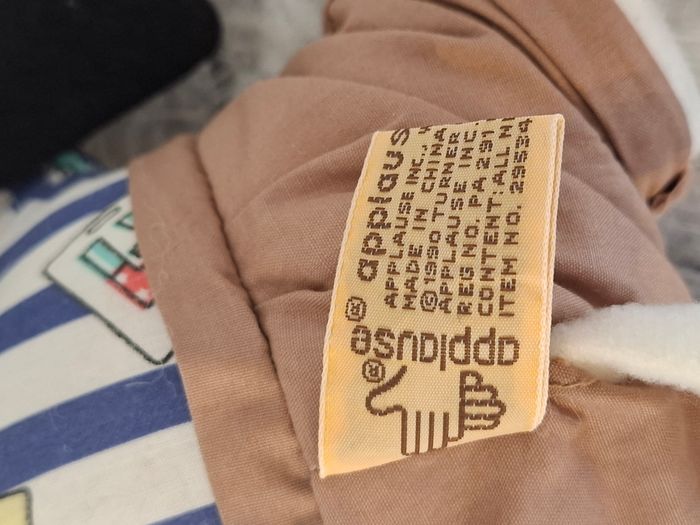 applaus
APPLAUSE INC.,
MADE IN CHINA
©1990 TURNER
APPLAUSE INC.
REG NO. PA 291
CONTENT: ALL N
ITEM NO. 29534
applause®
®